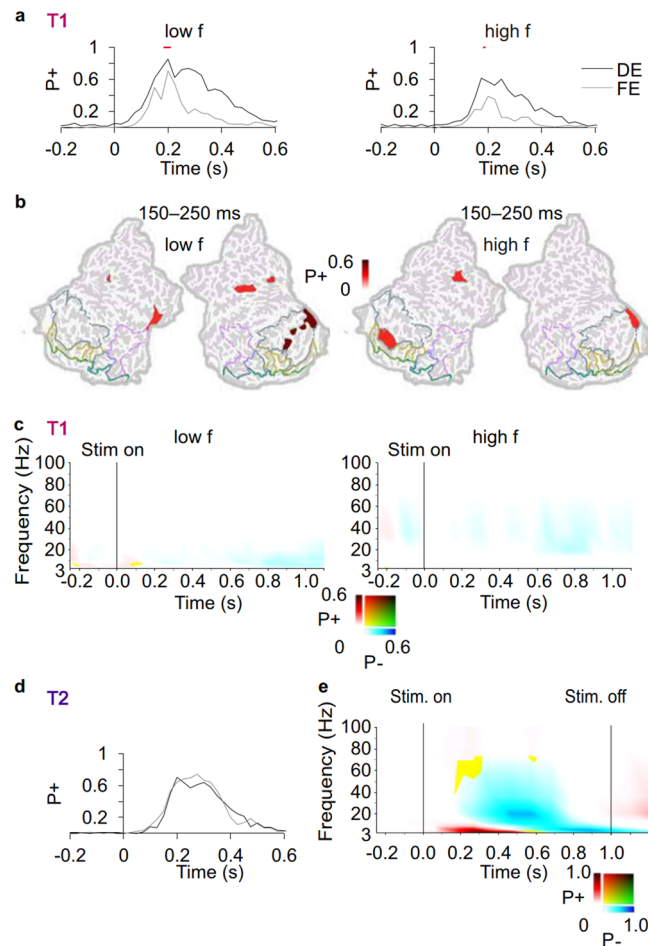 a T1
low f high f
1
P+ 0.6 0.6 DE
FE
0.2 0.2
-0.2 0 0.2 0.4 0.6 -0.2 0 0.2 0.4 0.6
Time (s) Time (s)
b
150–250 ms 150–250 ms
low f 0.6 high f
P+
0
c T1 low f high f
Stim on Stim on
Frequency (Hz)
100 100
80 80
60 60
40 40
20 20
3 3
-0.2 0.0 0.2 0.4 0.6 0.8 1.0 -0.2 0.0 0.2 0.4 0.6 0.8 1.0
Time (s) Time (s)
0.6
P+
0 0.6
P-
d T2
1
P+ 0.6
0.2
-0.2 0 0.2 0.4 0.6
Time (s)
e
Stim. on Stim. off
Frequency (Hz)
100
80
60
40
20
3
-0.2 0.0 0.2 0.4 0.6 0.8 1.0
Time (s)
1.0
P+
0 1.0
P-